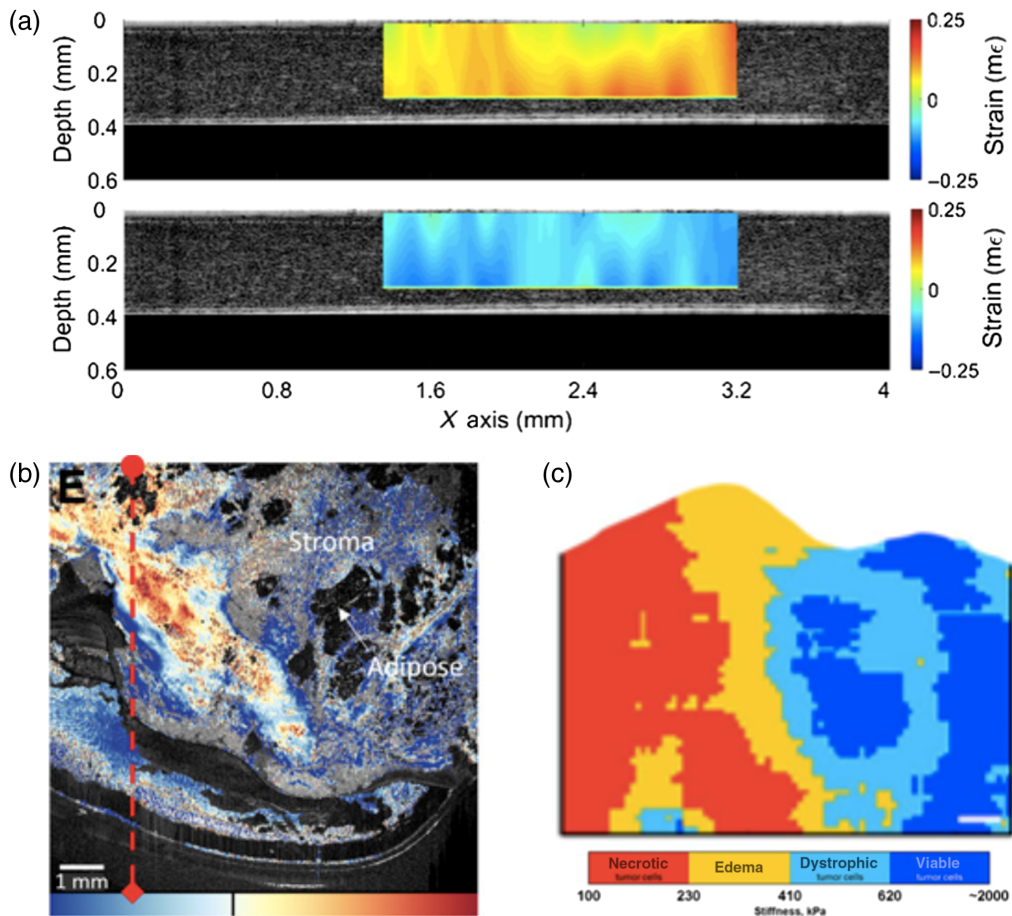 (a)
0
0.2
0.4
0.6
Depth (mm)
0.25
0
−0.25
Strain (mϵ)
0
0.2
0.4
0.6
Depth (mm)
0.25
0
−0.25
Strain (mϵ)
0 0.8 1.6 2.4 3.2 4
X axis (mm)
(b)
E
Stroma
Adipose
1 mm
(c)
Necrotic Edema Dystrophic Viable
tumor cells tumor cells tumor cells
100 230 410 620 ~2000
Stiffness, kPa